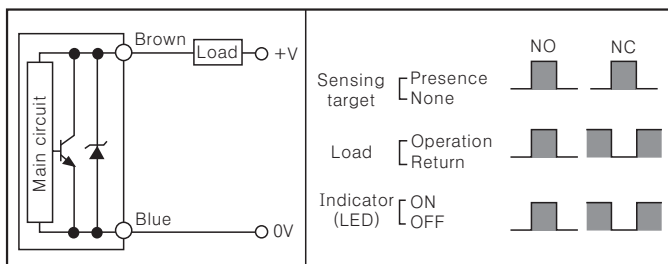 Brown
Load
+V
Main circuit
Blue
0V
NO NC
Sensing target
Presence
None
Load
Operation
Return
Indicator (LED)
ON
OFF